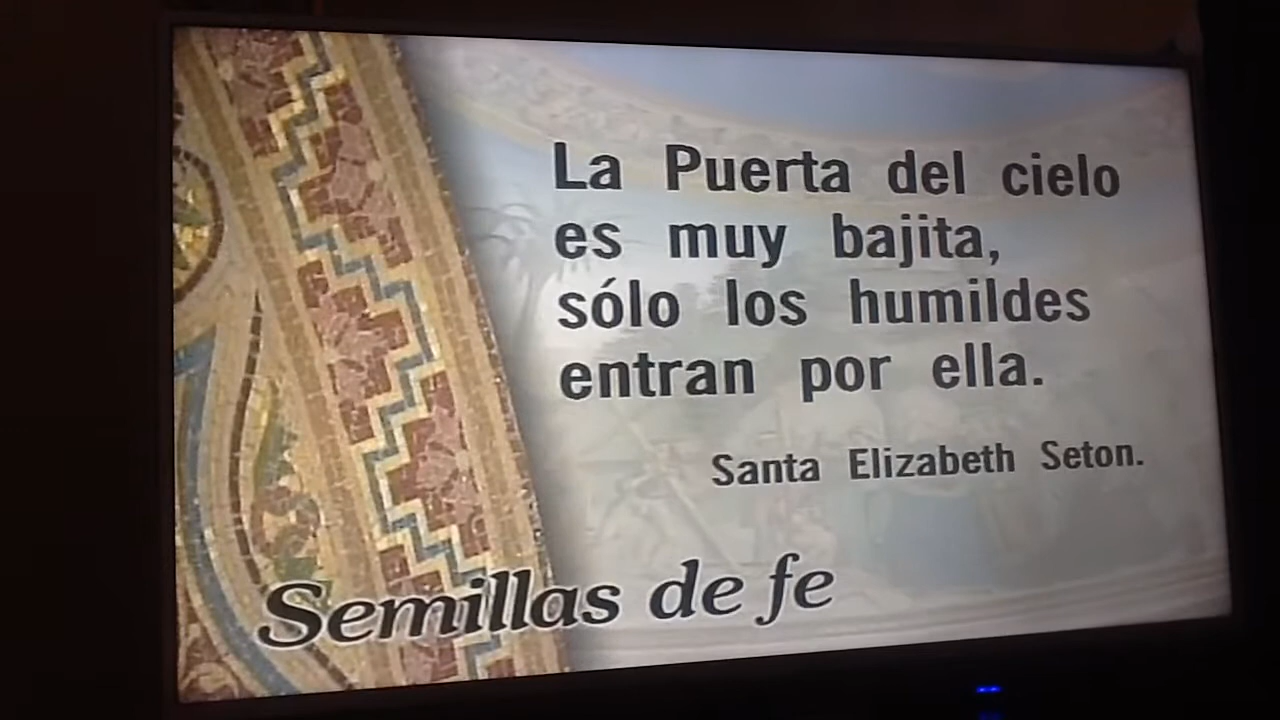 La Puerta del cielo
es muy bajita,
sólo los humildes
entran por ella.
Santa Elizabeth Seton.
Semillas de fe